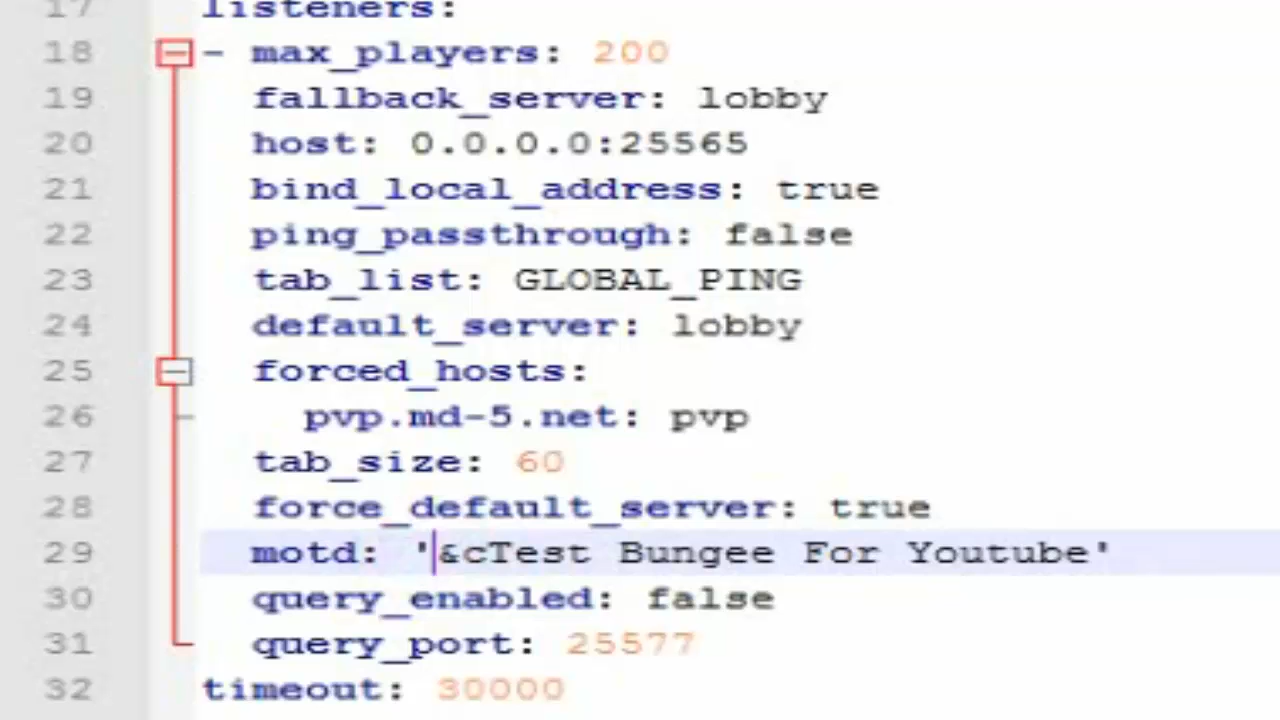 17 listeners:
18 - max_players: 200
19 fallback_server: lobby
20 host: 0.0.0.0:25565
21 bind_local_address: true
22 ping_passthrough: false
23 tab_list: GLOBAL_PING
24 default_server: lobby
25 forced_hosts:
26 pvp.md-5.net: pvp
27 tab_size: 60
28 force_default_server: true
29 motd: '&cTest Bungee For Youtube'
30 query_enabled: false
31 query_port: 25577
32 timeout: 30000